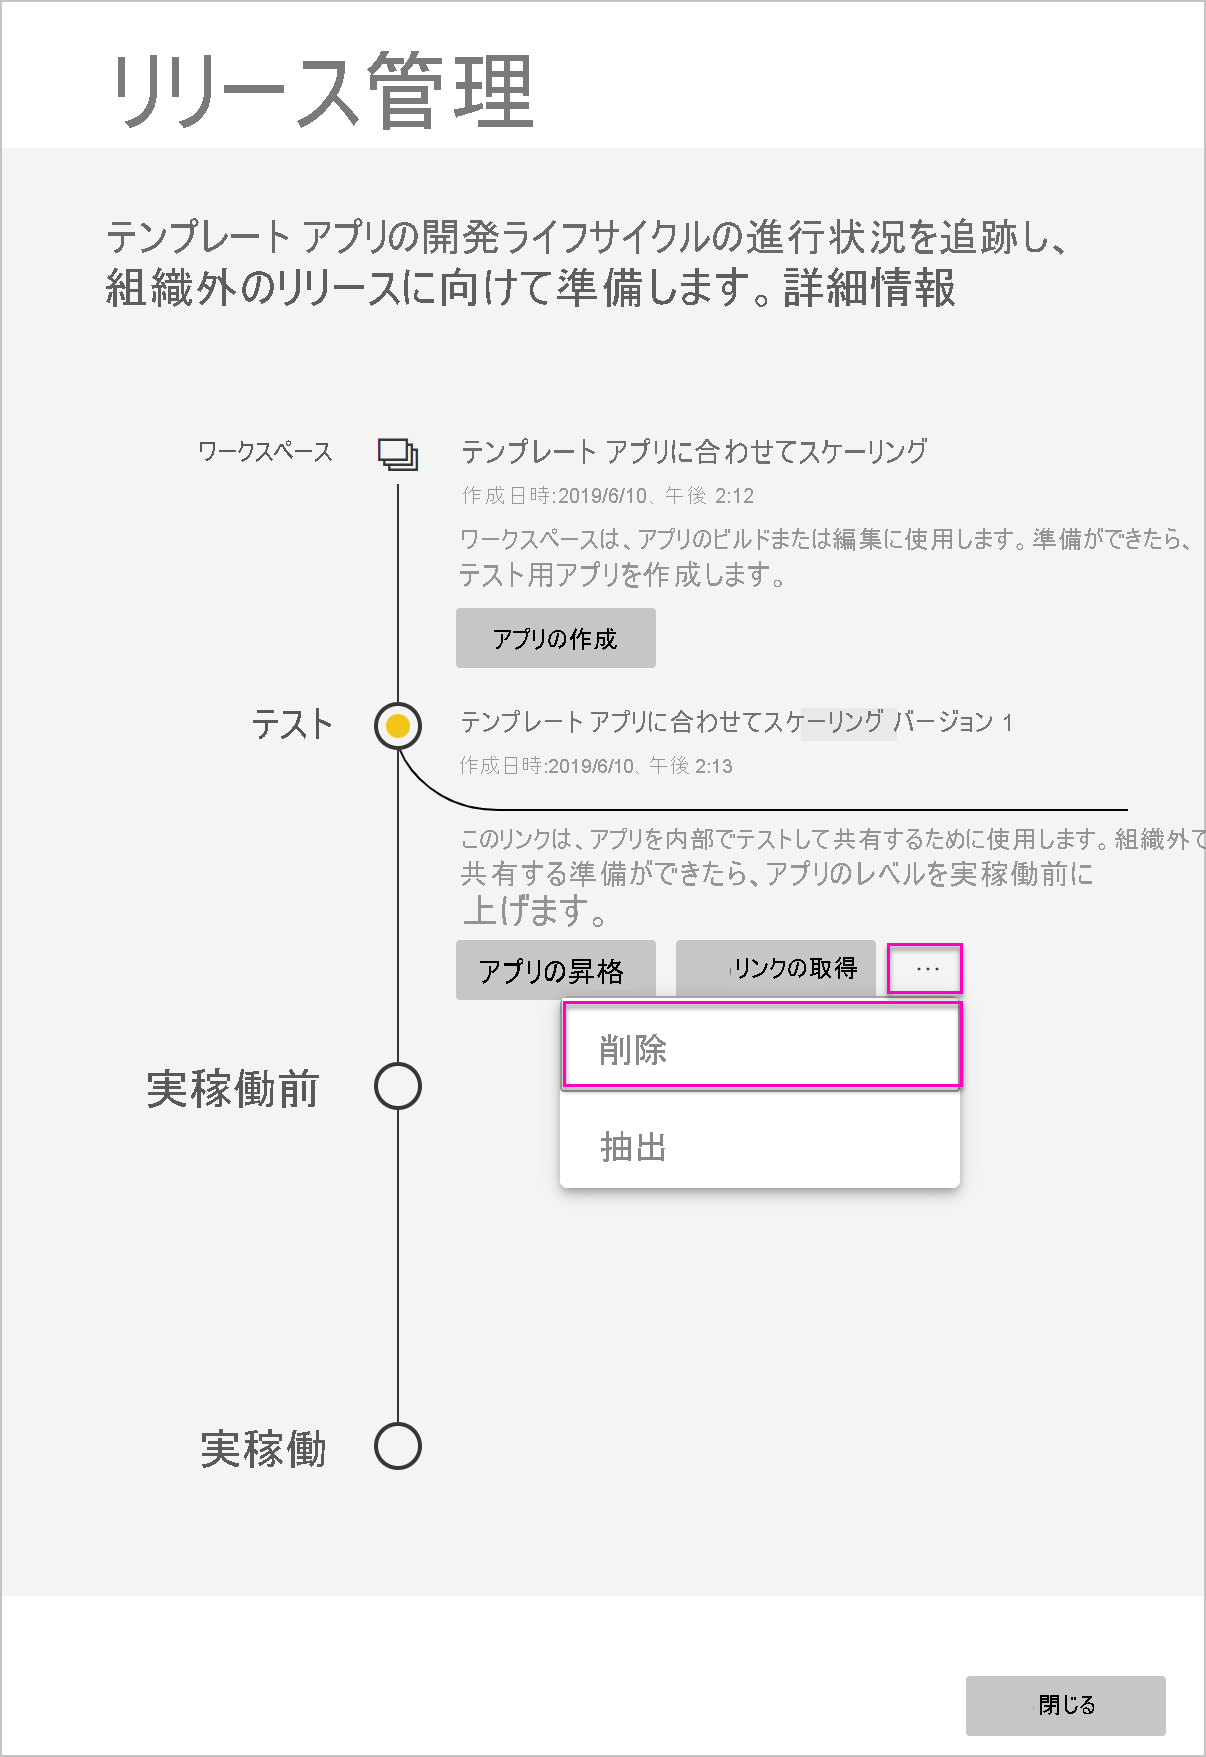 リリース管理
テンプレート アプリの開発ライフサイクルの進行状況を追跡し、
組織外のリリースに向けて準備します。詳細情報
ワークスペース
テンプレート アプリに合わせてスケーリング
作成日時:2019/6/10、午後 2:12
ワークスペースは、アプリのビルドまたは編集に使用します。準備ができたら、
テスト用アプリを作成します。
アプリの作成
テスト
テンプレート アプリに合わせてスケーリング バージョン 1
作成日時:2019/6/10、午後 2:13
このリンクは、アプリを内部でテストして共有するために使用します。組織外で
共有する準備ができたら、アプリのレベルを実稼働前に
上げます。
アプリの昇格
リンクの取得
...
削除
抽出
実稼働前
実稼働
閉じる